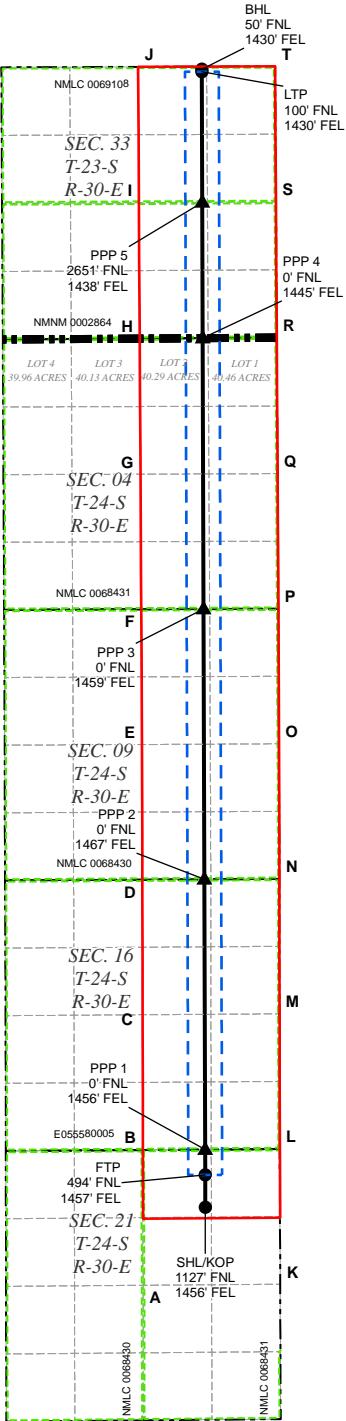 BHL
50' FNL
1430' FEL
J
T
NMLC 0069108
LTP
100' FNL
1430' FEL
SEC. 33
T-23-S
R-30-E
I
S
PPP 5
2651' FNL
1438' FEL
PPP 4
0' FNL
1445' FEL
NMNM 0002864
H
R
LOT 4
39.96 ACRES
LOT 3
40.13 ACRES
LOT 2
40.29 ACRES
LOT 1
40.46 ACRES
G
Q
SEC. 04
T-24-S
R-30-E
NMLC 0068431
P
F
PPP 3
0' FNL
1459' FEL
E
O
SEC. 09
T-24-S
R-30-E
PPP 2
0' FNL
1467' FEL
NMLC 0068430
N
D
SEC. 16
T-24-S
R-30-E
M
C
PPP 1
0' FNL
1456' FEL
E055580005
B
L
FTP
494' FNL
1457' FEL
SEC. 21
T-24-S
R-30-E
SHL/KOP
1127' FNL
1456' FEL
K
A
NMLC 0068430
NMLC 0068431